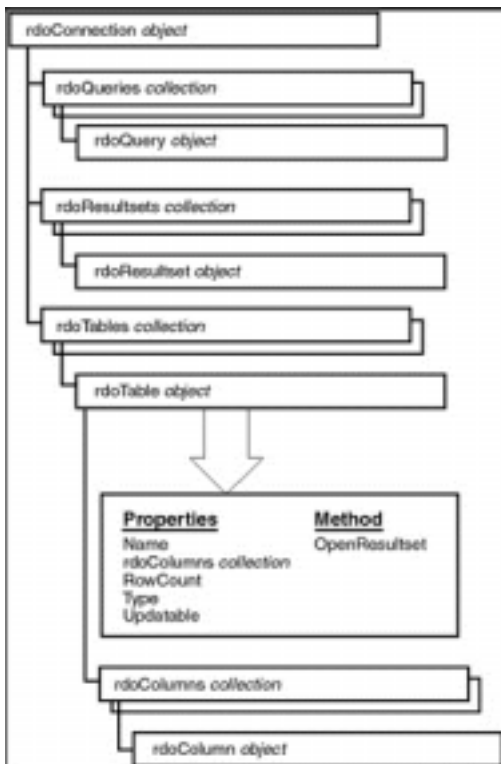 rdoConnection object
rdoQueries collection
rdoQuery object
rdoResultsets collection
rdoResultset object
rdoTables collection
rdoTable object
Properties Method
Name OpenResultset
rdoColumns collection
RowCount
Type
Updatable
rdoColumns collection
rdoColumn object